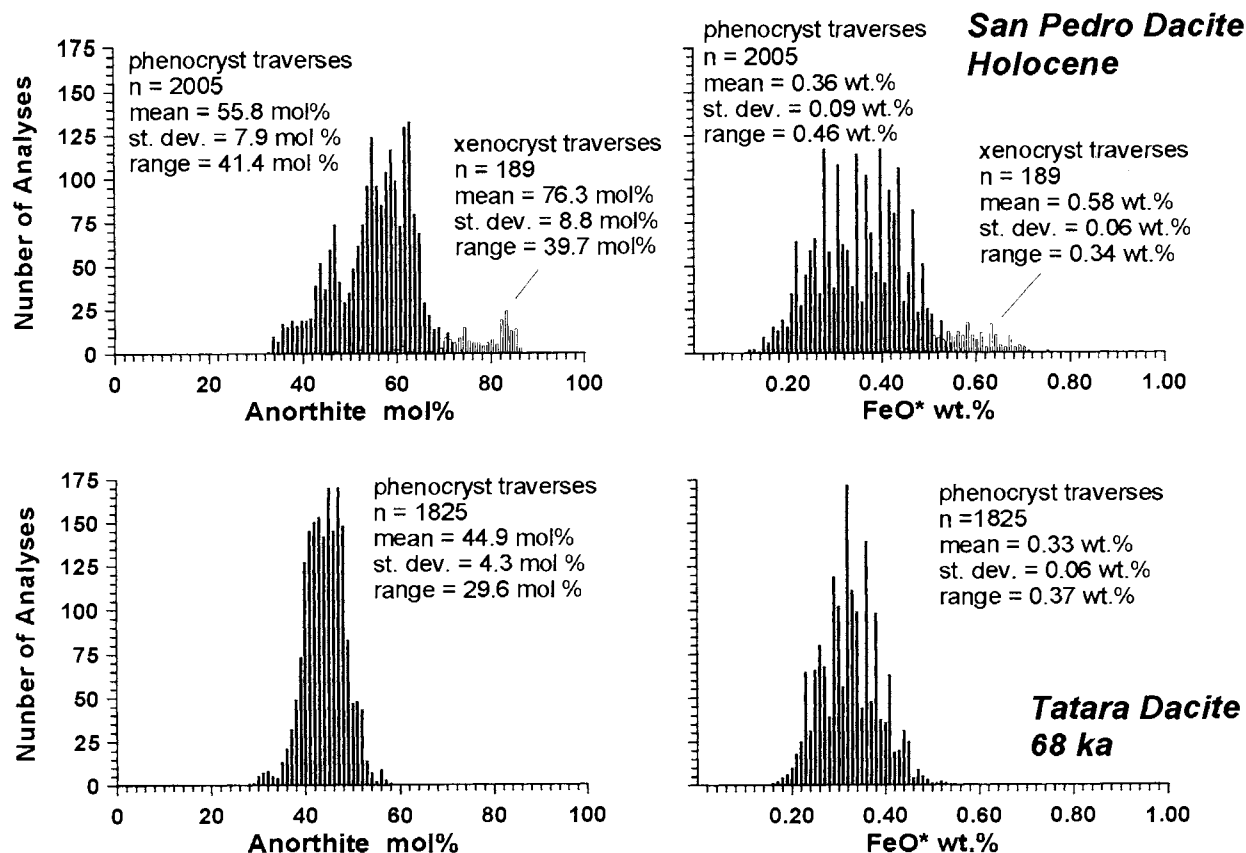 San Pedro Dacite
Holocene
Nunber of Analyses
175
150
125
100
75
50
25
0
phenocryst traverses
n = 2005
mean = 55.8 mol%
st. dev. = 7.9 mol %
range = 41.4 mol %
xenocryst traverses
n = 189
mean = 76.3 mol%
st. dev. = 8.8 mol%
range = 39.7 mol%
0 20 40 60 80 100
Anorthite mol%
phenocryst traverses
n = 2005
mean = 0.36 wt.%
st. dev. = 0.09 wt.%
range = 0.46 wt.%
xenocryst traverses
n = 189
mean = 0.58 wt.%
st. dev. = 0.06 wt.%
range = 0.34 wt.%
0.20 0.40 0.60 0.80 1.00
FeO* wt.%
Nunber of Analyses
175
150
125
100
75
50
25
0
phenocryst traverses
n = 1825
mean = 44.9 mol%
st. dev. = 4.3 mol %
range = 29.6 mol %
0 20 40 60 80 100
Anorthite mol%
phenocryst traverses
n =1825
mean = 0.33 wt.%
st. dev. = 0.06 wt.%
range = 0.37 wt.%
Tatara Dacite
68 ka
0.20 0.40 0.60 0.80 1.00
FeO* wt.%